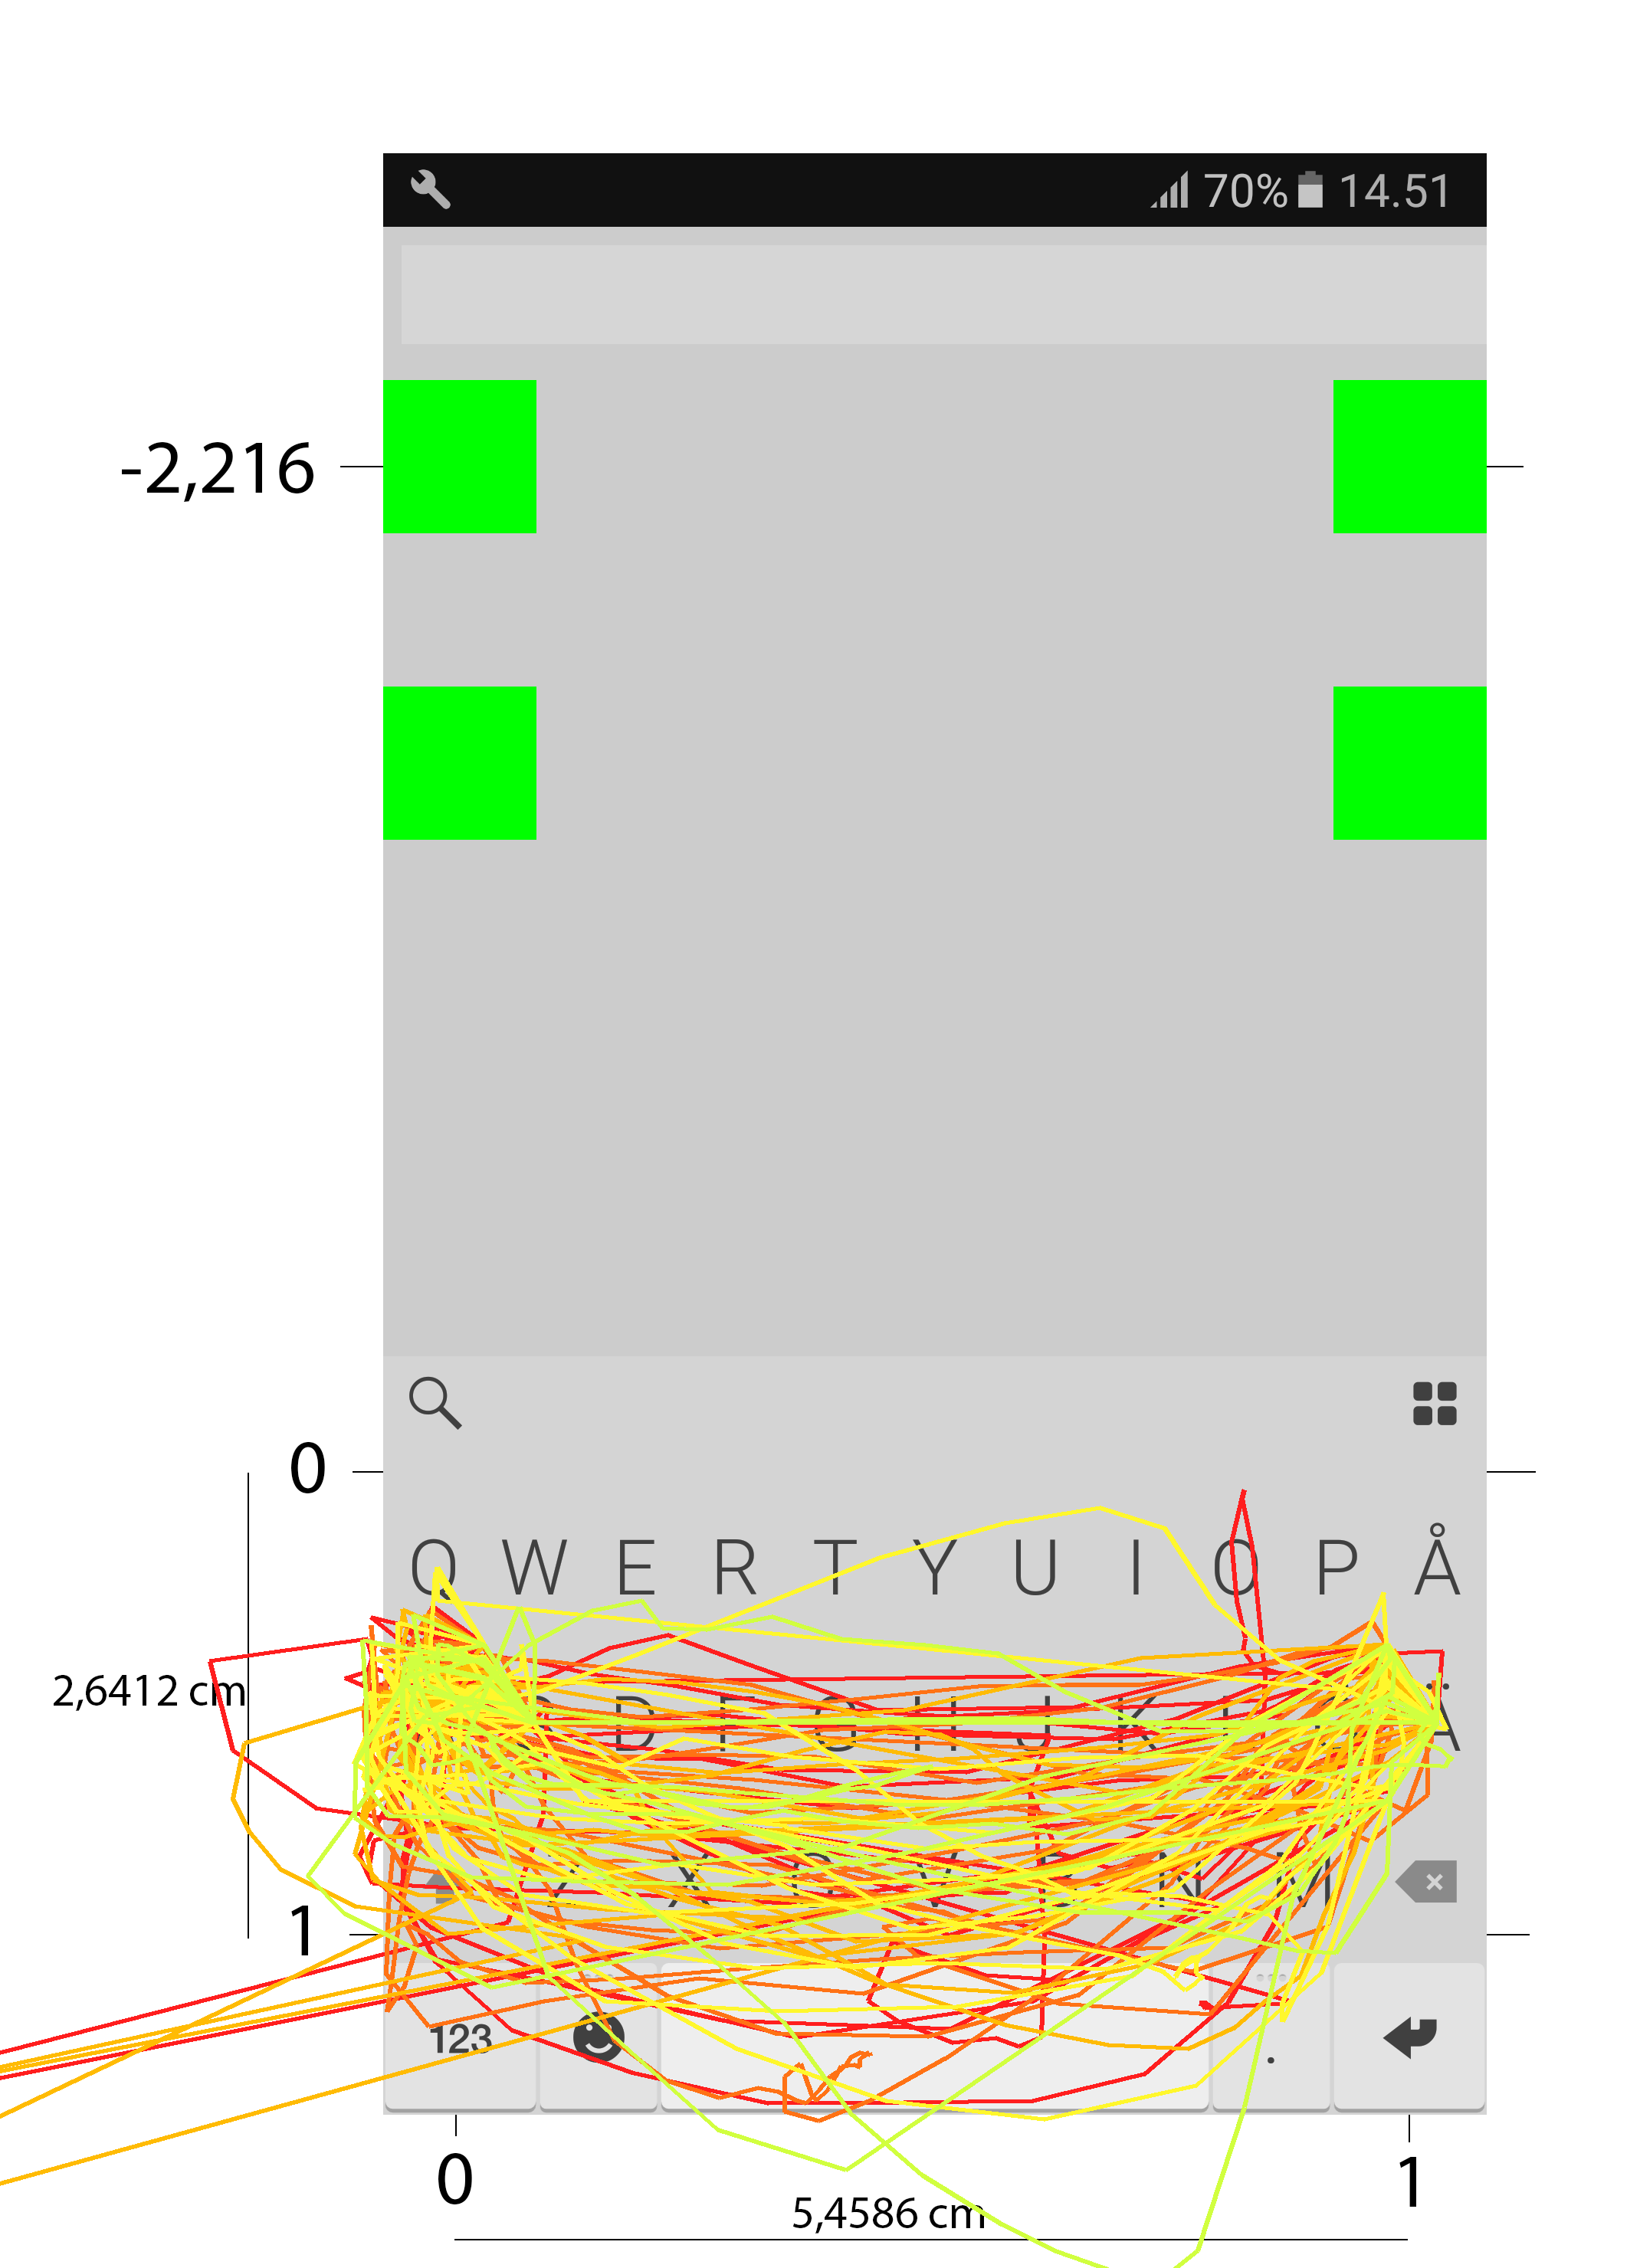 70% 14.51
-2,216
0
Q W E R T Y U I O P Å
2,6412 cm
D F G H J K L Ö Ä
Z X C V B N M
1
123 .
0 1
5,4586 cm